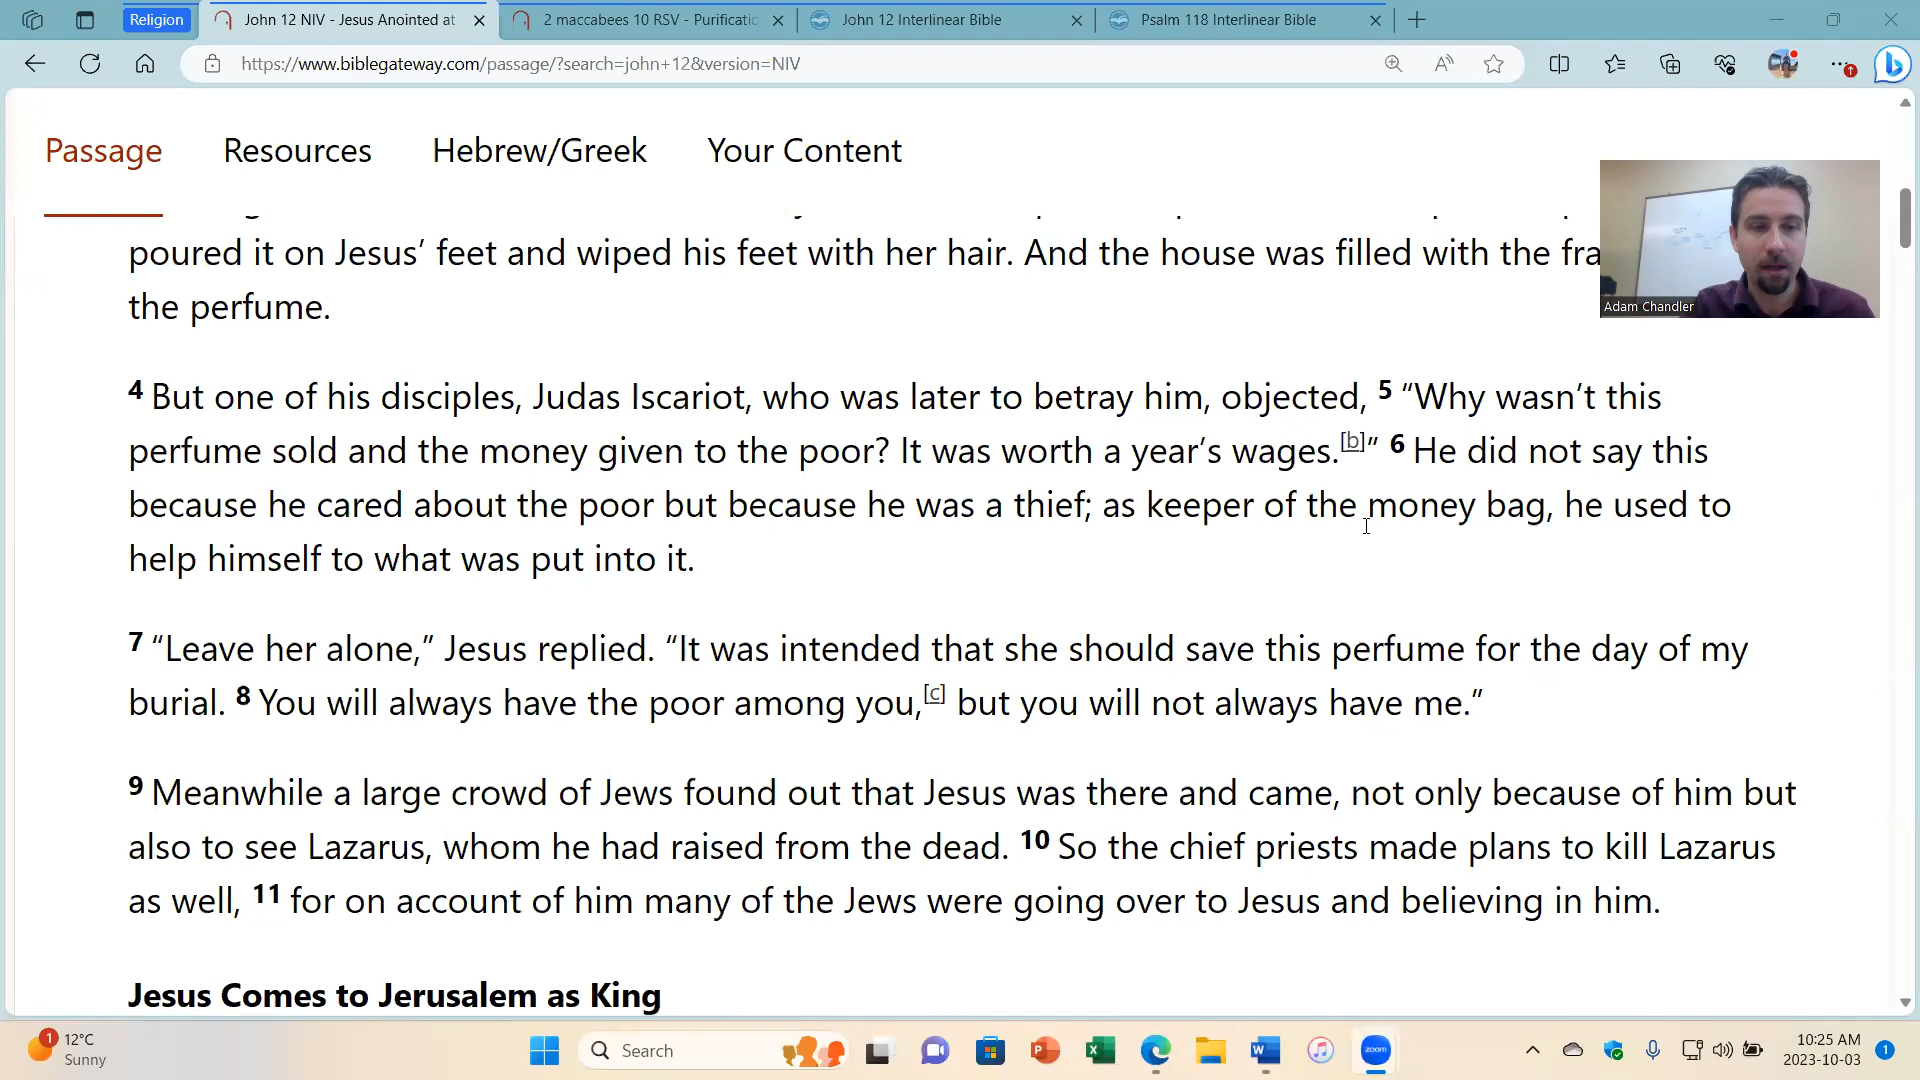 Religion
John 12 NIV - Jesus Anointed at
2 maccabees 10 RSV - Purificatic
John 12 Interlinear Bible
Psalm 118 Interlinear Bible
https://www.biblegateway.com/passage/?search=john+12&version=NIV
Passage
Resources
Hebrew/Greek
Your Content
poured it on Jesus’ feet and wiped his feet with her hair. And the house was filled with the fra
the perfume.
4 But one of his disciples, Judas Iscariot, who was later to betray him, objected, 5 “Why wasn’t this
perfume sold and the money given to the poor? It was worth a year’s wages.[b]” 6 He did not say this
because he cared about the poor but because he was a thief; as keeper of the money bag, he used to
help himself to what was put into it.
7 “Leave her alone,” Jesus replied. “It was intended that she should save this perfume for the day of my
burial. 8 You will always have the poor among you,[c] but you will not always have me.”
9 Meanwhile a large crowd of Jews found out that Jesus was there and came, not only because of him but
also to see Lazarus, whom he had raised from the dead. 10 So the chief priests made plans to kill Lazarus
as well, 11 for on account of him many of the Jews were going over to Jesus and believing in him.
Jesus Comes to Jerusalem as King
Adam Chandler
1
12°C
Sunny
Search
zoom
10:25 AM
2023-10-03
1